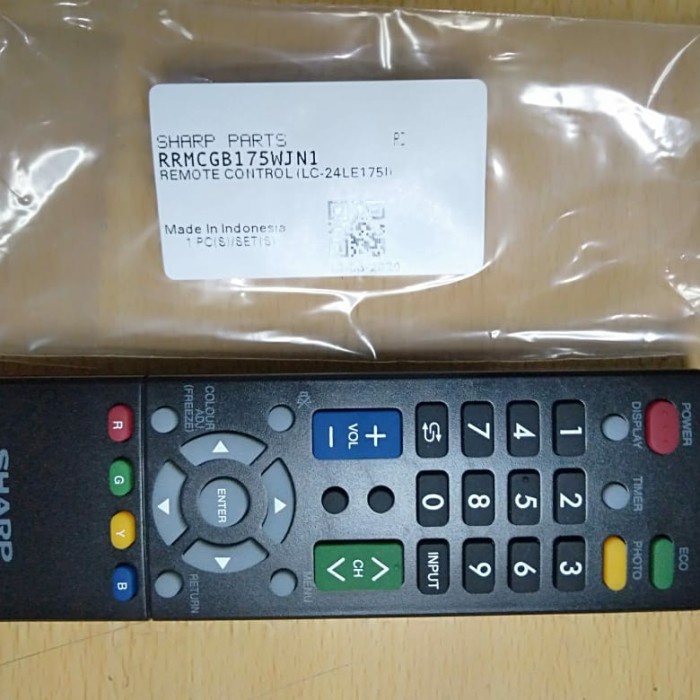 SHARP PARTS
RRMCGB175WJN1
REMOTE CONTROL (LC-24LE175I)
Made In Indonesia
1 PC(S)/SET(S)
POWER
ECO
DISPLAY
TIMER
PHOTO
1
2
3
4
5
6
7
8
9
0
INPUT
+
VOL
−
CH
MENU
COLOUR
ADJ.
(FREEZE)
ENTER
RETURN
R
G
Y
B
SHARP